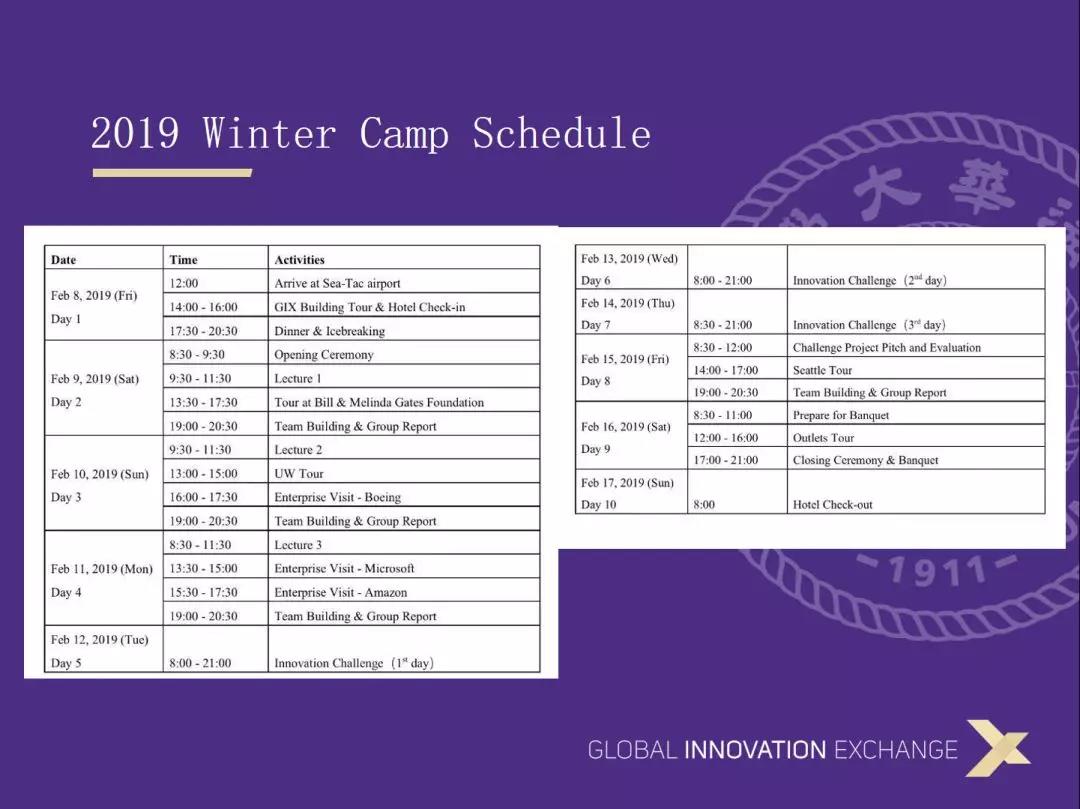 2019 Winter Camp Schedule
大 華
Date Time Activities
Feb 8, 2019 (Fri)
Day 1
12:00 Arrive at Sea-Tac airport
14:00 - 16:00 GIX Building Tour & Hotel Check-in
17:30 - 20:30 Dinner & Icebreaking
Feb 9, 2019 (Sat)
Day 2
8:30 - 9:30 Opening Ceremony
9:30 - 11:30 Lecture 1
13:30 - 17:30 Tour at Bill & Melinda Gates Foundation
19:00 - 20:30 Team Building & Group Report
Feb 10, 2019 (Sun)
Day 3
9:30 - 11:30 Lecture 2
13:00 - 15:00 UW Tour
16:00 - 17:30 Enterprise Visit - Boeing
19:00 - 20:30 Team Building & Group Report
Feb 11, 2019 (Mon)
Day 4
8:30 - 11:30 Lecture 3
13:30 - 15:00 Enterprise Visit - Microsoft
15:30 - 17:30 Enterprise Visit - Amazon
19:00 - 20:30 Team Building & Group Report
Feb 12, 2019 (Tue)
Day 5 8:00 - 21:00 Innovation Challenge （1st day）
Feb 13, 2019 (Wed)
Day 6 8:00 - 21:00 Innovation Challenge （2nd day）
Feb 14, 2019 (Thu)
Day 7 8:30 - 21:00 Innovation Challenge （3rd day）
Feb 15, 2019 (Fri)
Day 8
8:30 - 12:00 Challenge Project Pitch and Evaluation
14:00 - 17:00 Seattle Tour
19:00 - 20:30 Team Building & Group Report
Feb 16, 2019 (Sat)
Day 9
8:30 - 11:00 Prepare for Banquet
12:00 - 16:00 Outlets Tour
17:00 - 21:00 Closing Ceremony & Banquet
Feb 17, 2019 (Sun)
Day 10 8:00 Hotel Check-out
-1911-
GLOBAL INNOVATION EXCHANGE